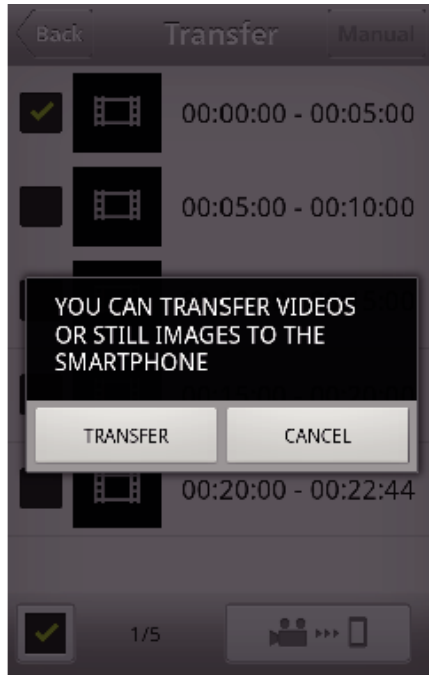 Back Transfer Manual
00:00:00 - 00:05:00
00:05:00 - 00:10:00
YOU CAN TRANSFER VIDEOS
OR STILL IMAGES TO THE
SMARTPHONE
TRANSFER CANCEL
00:20:00 - 00:22:44
1/5